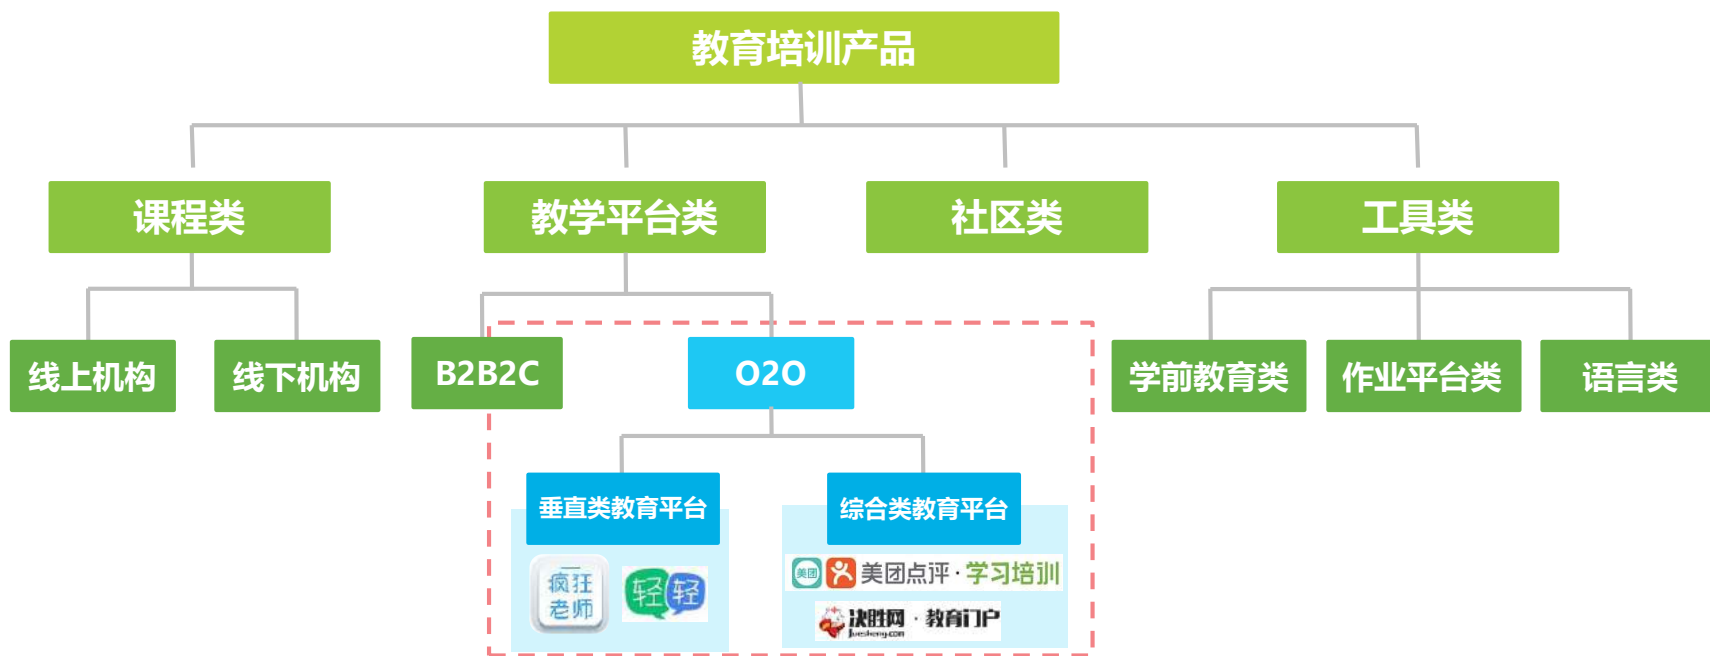 教育培训产品
课程类
教学平台类
社区类
工具类
线上机构
线下机构
B2B2C
O2O
学前教育类
作业平台类
语言类
垂直类教育平台
综合类教育平台
疯狂
老师
轻轻
美团
美团点评·学习培训
决胜网·教育门户
Juesheng.com